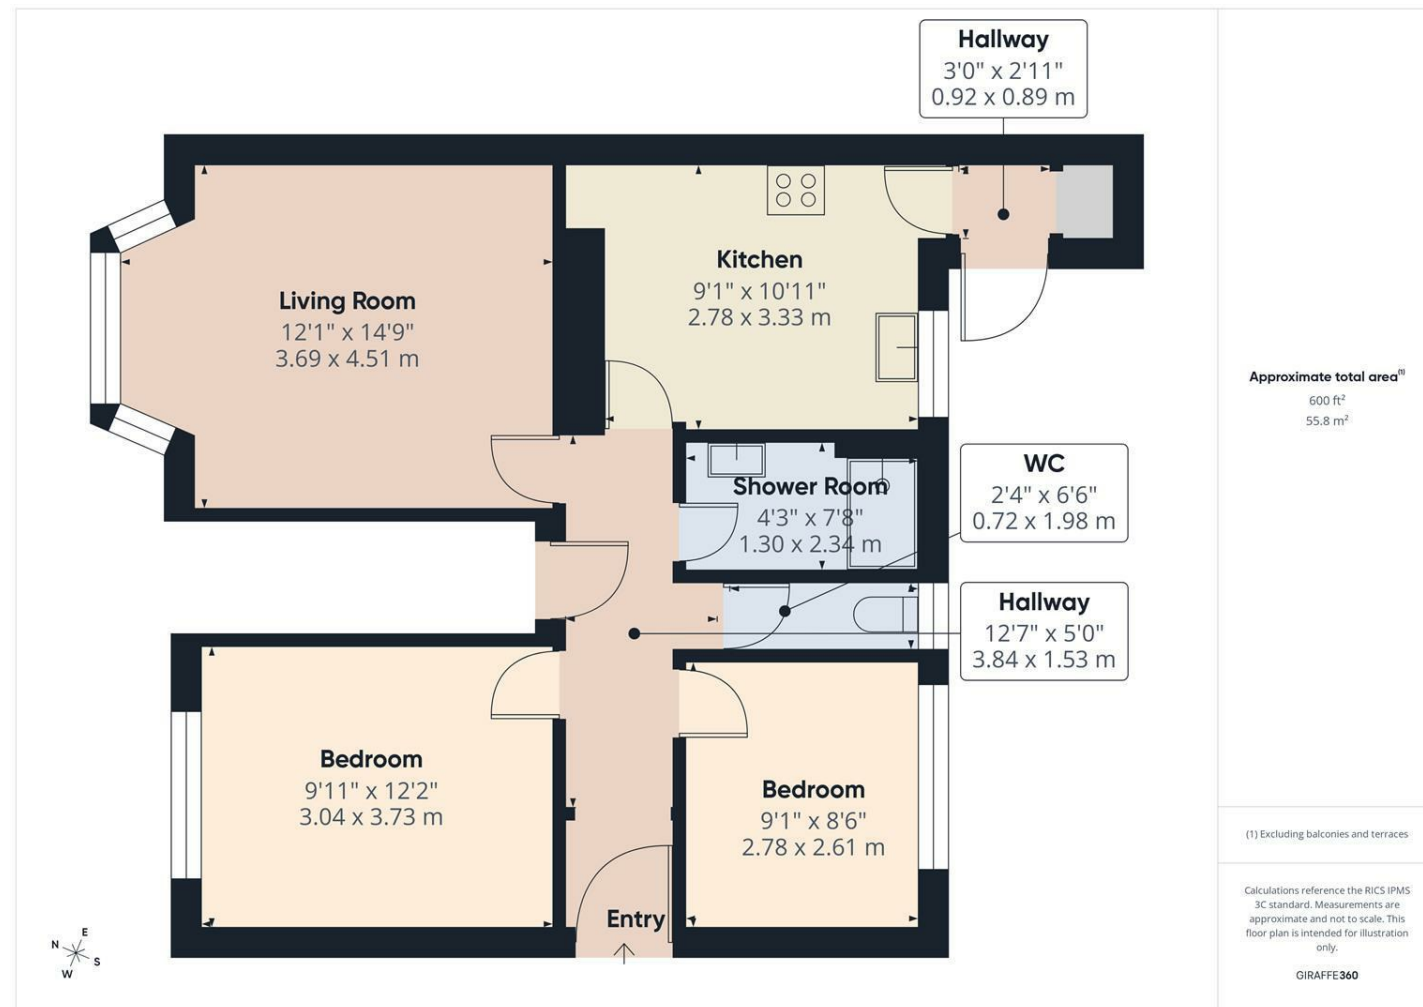 Hallway
3'0" x 2'11"
0.92 x 0.89 m
Living Room
12'1" x 14'9"
3.69 x 4.51 m
Kitchen
9'1" x 10'11"
2.78 x 3.33 m
Shower Room
4'3" x 7'8"
1.30 x 2.34 m
WC
2'4" x 6'6"
0.72 x 1.98 m
Hallway
12'7" x 5'0"
3.84 x 1.53 m
Bedroom
9'11" x 12'2"
3.04 x 3.73 m
Bedroom
9'1" x 8'6"
2.78 x 2.61 m
Entry
N
E
S
W
Approximate total area⁽¹⁾
600 ft²
55.8 m²
(1) Excluding balconies and terraces
Calculations reference the RICS IPMS
3C standard. Measurements are
approximate and not to scale. This
floor plan is intended for illustration
only.
GIRAFFE360